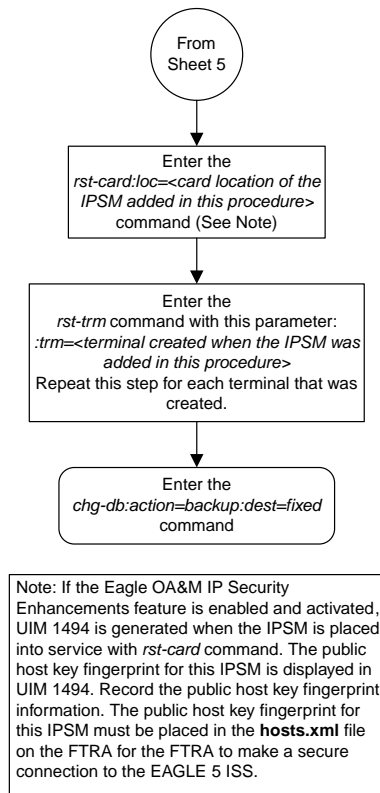 From
Sheet 5
Enter the
rst-card:loc=<card location of the
IPSM added in this procedure>
command (See Note)
Enter the
rst-trm command with this parameter:
:trm=<terminal created when the IPSM was
added in this procedure>
Repeat this step for each terminal that was
created.
Enter the
chg-db:action=backup:dest=fixed
command
Note: If the Eagle OA&M IP Security
Enhancements feature is enabled and activated,
UIM 1494 is generated when the IPSM is placed
into service with rst-card command. The public
host key fingerprint for this IPSM is displayed in
UIM 1494. Record the public host key fingerprint
information. The public host key fingerprint for
this IPSM must be placed in the hosts.xml file
on the FTRA for the FTRA to make a secure
connection to the EAGLE 5 ISS.